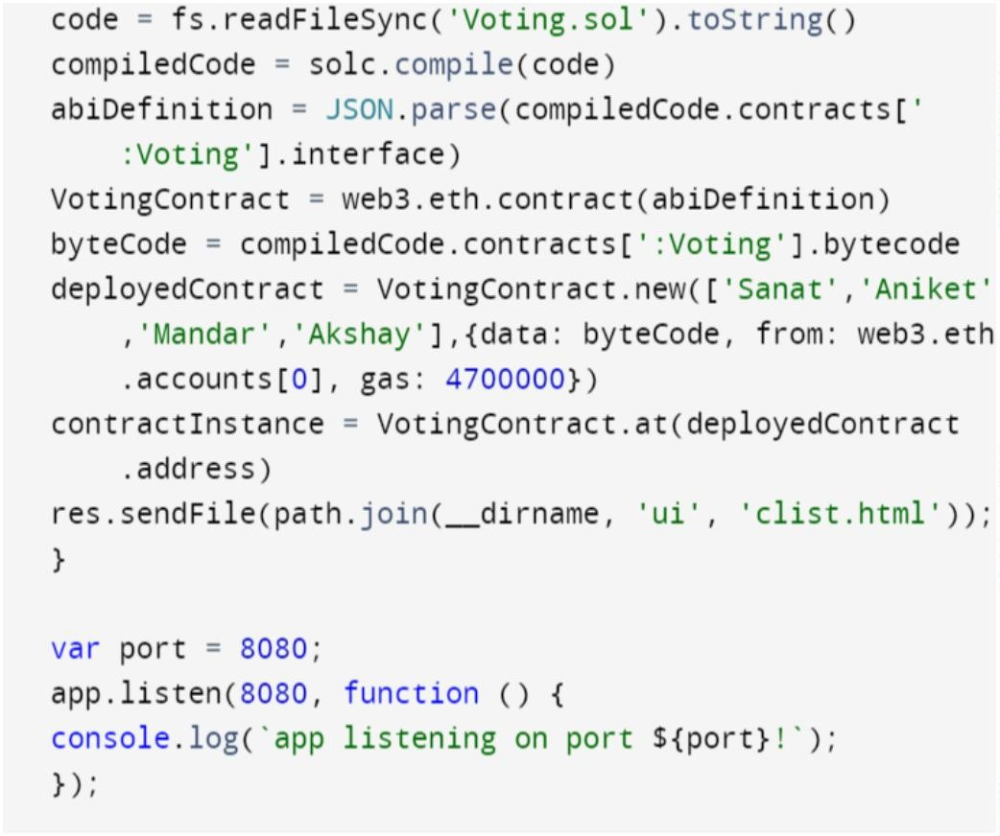 code = fs.readFileSync('Voting.sol').toString()
compiledCode = solc.compile(code)
abiDefinition = JSON.parse(compiledCode.contracts['
:Voting'].interface)
VotingContract = web3.eth.contract(abiDefinition)
byteCode = compiledCode.contracts[':Voting'].bytecode
deployedContract = VotingContract.new(['Sanat','Aniket'
,'Mandar','Akshay'],{data: byteCode, from: web3.eth
.accounts[0], gas: 4700000})
contractInstance = VotingContract.at(deployedContract
.address)
res.sendFile(path.join(__dirname, 'ui', 'clist.html'));
}
var port = 8080;
app.listen(8080, function () {
console.log(`app listening on port ${port}!`);
});